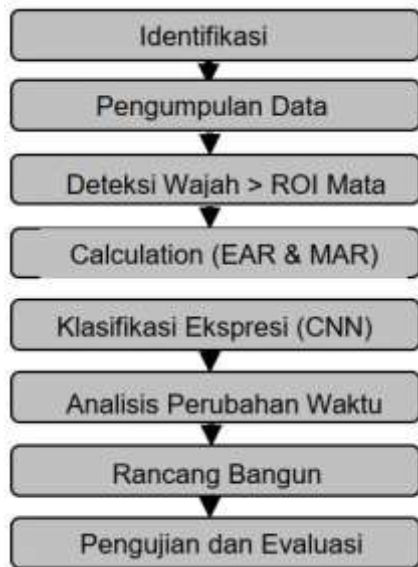 Identifikasi
Pengumpulan Data
Deteksi Wajah > ROI Mata
Calculation (EAR & MAR)
Klasifikasi Ekspresi (CNN)
Analisis Perubahan Waktu
Rancang Bangun
Pengujian dan Evaluasi